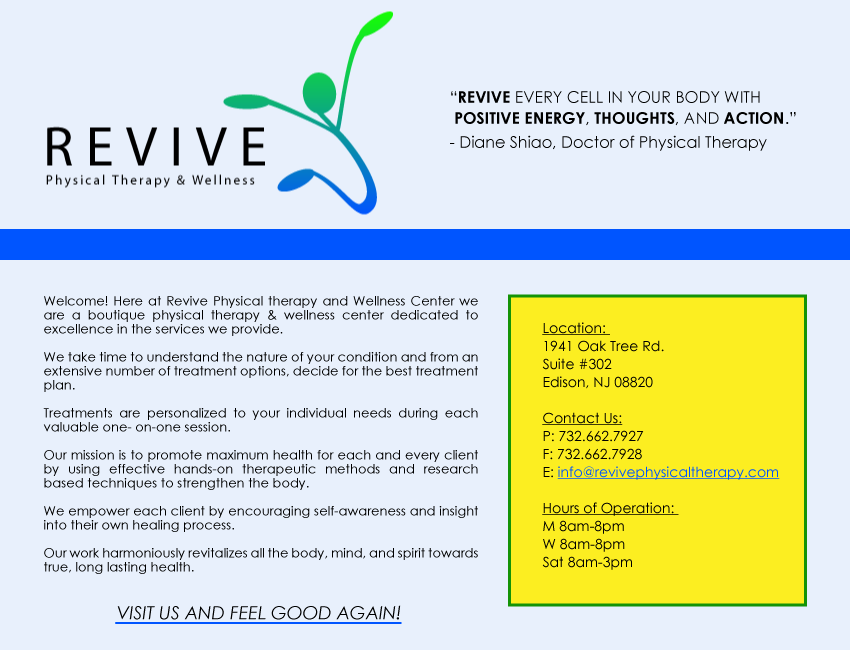 REVIVE
Physical Therapy & Wellness
“REVIVE EVERY CELL IN YOUR BODY WITH
POSITIVE ENERGY, THOUGHTS, AND ACTION.”
- Diane Shiao, Doctor of Physical Therapy
Welcome! Here at Revive Physical therapy and Wellness Center we
are a boutique physical therapy & wellness center dedicated to
excellence in the services we provide.
We take time to understand the nature of your condition and from an
extensive number of treatment options, decide for the best treatment
plan.
Treatments are personalized to your individual needs during each
valuable one- on-one session.
Our mission is to promote maximum health for each and every client
by using effective hands-on therapeutic methods and research
based techniques to strengthen the body.
We empower each client by encouraging self-awareness and insight
into their own healing process.
Our work harmoniously revitalizes all the body, mind, and spirit towards
true, long lasting health.
VISIT US AND FEEL GOOD AGAIN!
Location:
1941 Oak Tree Rd.
Suite #302
Edison, NJ 08820
Contact Us:
P: 732.662.7927
F: 732.662.7928
E: info@revivephysicaltherapy.com
Hours of Operation:
M 8am-8pm
W 8am-8pm
Sat 8am-3pm